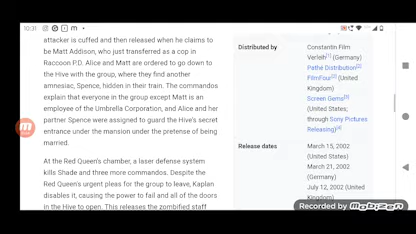 10:31
attacker is cuffed and then released when he claims to
be Matt Addison, who just transferred as a cop in
Raccoon P.D. Alice and Matt are ordered to go down to
the Hive with the group, where they find another
amnesiac, Spence, hidden in their train. The commandos
explain that everyone in the group except Matt is an
employee of the Umbrella Corporation, and Alice and her
partner Spence were assigned to guard the Hive's secret
entrance under the mansion under the pretense of being
married.
At the Red Queen's chamber, a laser defense system
kills Shade and three more commandos. Despite the
Red Queen's urgent pleas for the group to leave, Kaplan
disables it, causing the power to fail and all of the
doors in the Hive to open. This releases the zombified staff
Distributed by
Constantin Film
Verleih[1] (Germany)
Pathé Distribution[2]
FilmFour[2] (United
Kingdom)
Screen Gems[3]
(United States;
through Sony Pictures
Releasing)[4]
Release dates
March 15, 2002
(United States)
March 21, 2002
(Germany)
July 12, 2002 (United
Kingdom)
Recorded by mobizen